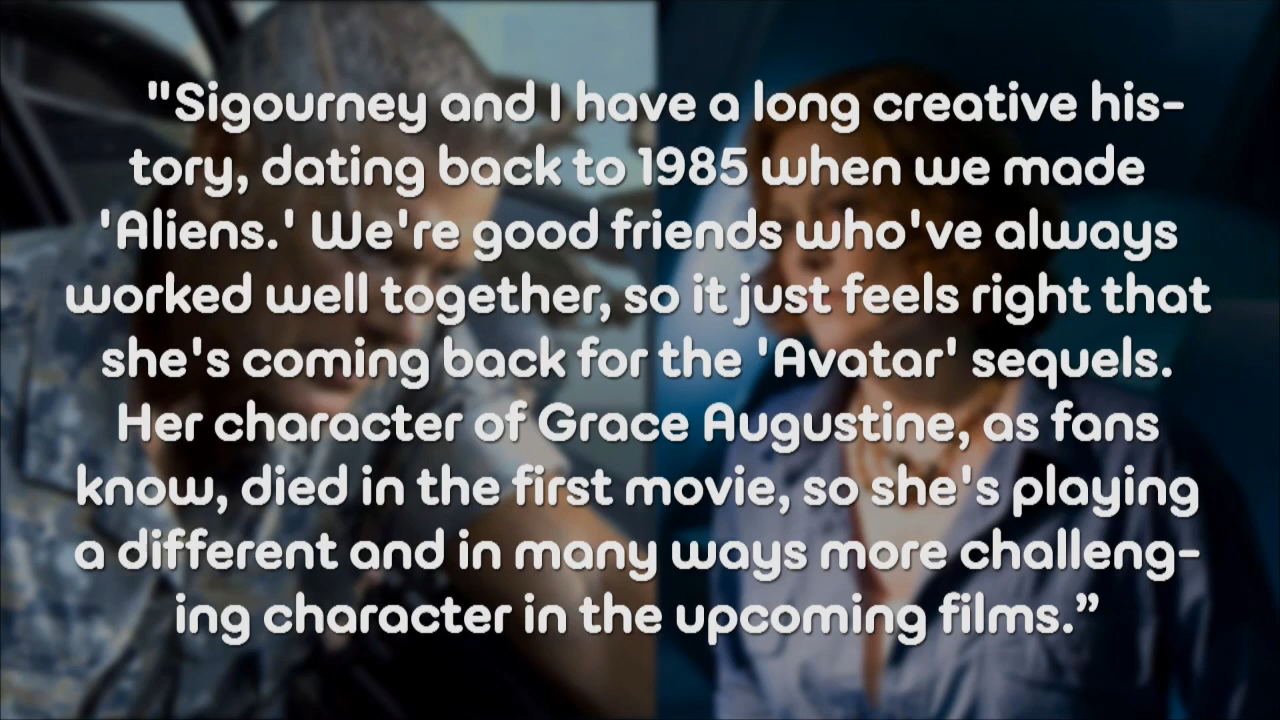 "Sigourney and I have a long creative his-
tory, dating back to 1985 when we made
'Aliens.' We're good friends who've always
worked well together, so it just feels right that
she's coming back for the 'Avatar' sequels.
Her character of Grace Augustine, as fans
know, died in the first movie, so she's playing
a different and in many ways more challeng-
ing character in the upcoming films.”